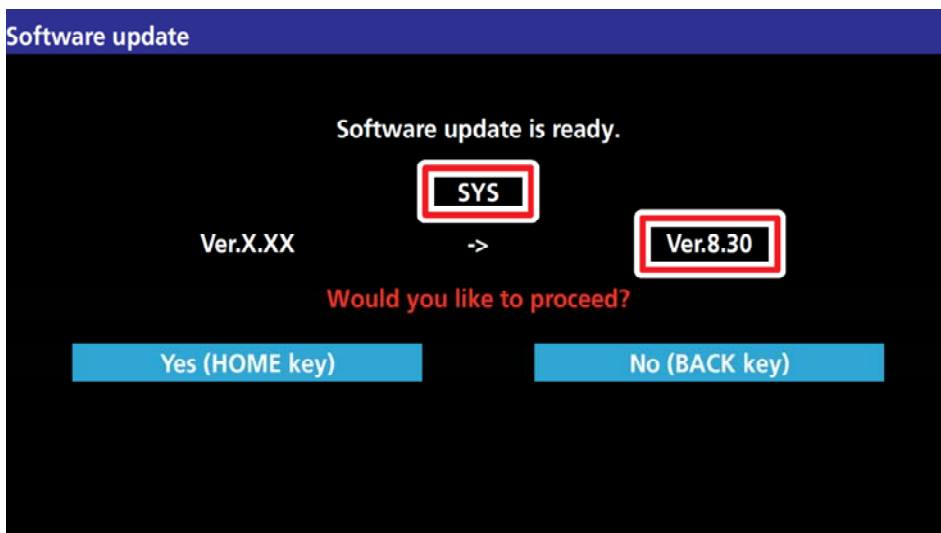 Software update
Software update is ready.
SYS
Ver.X.XX -> Ver.8.30
Would you like to proceed?
Yes (HOME key) No (BACK key)